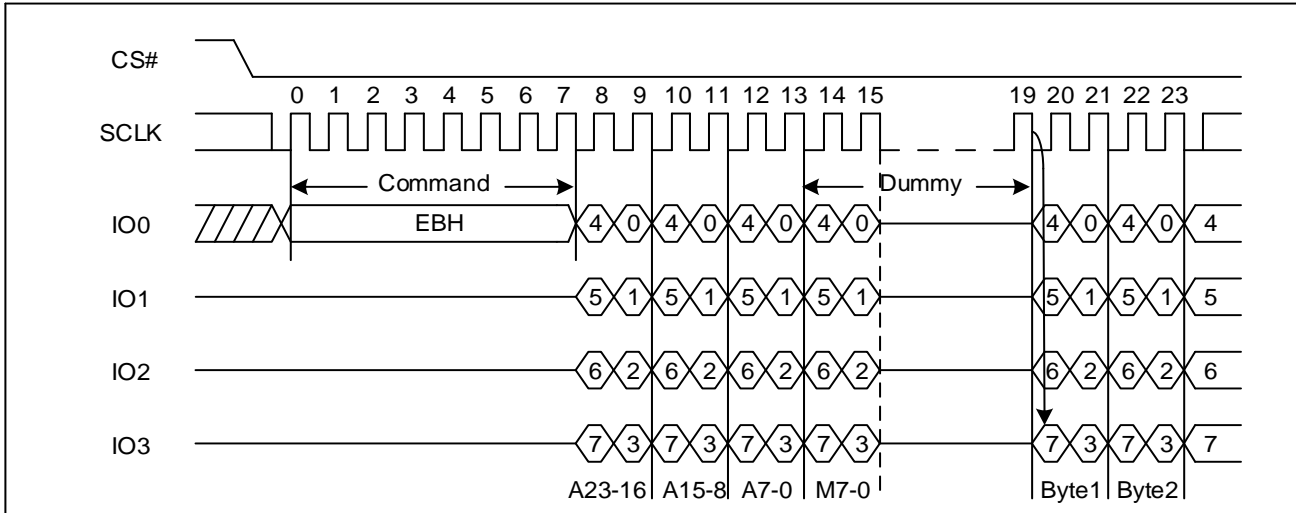 CS#
0 1 2 3 4 5 6 7 8 9 10 11 12 13 14 15 19 20 21 22 23
SCLK
Command Dummy
IO0 EBH 4 0 4 0 4 0 4 0 4 0 4 0 4
IO1 5 1 5 1 5 1 5 1 5 1 5 1 5
IO2 6 2 6 2 6 2 6 2 6 2 6 2 6
IO3 7 3 7 3 7 3 7 3 7 3 7 3 7
A23-16 A15-8 A7-0 M7-0 Byte1 Byte2